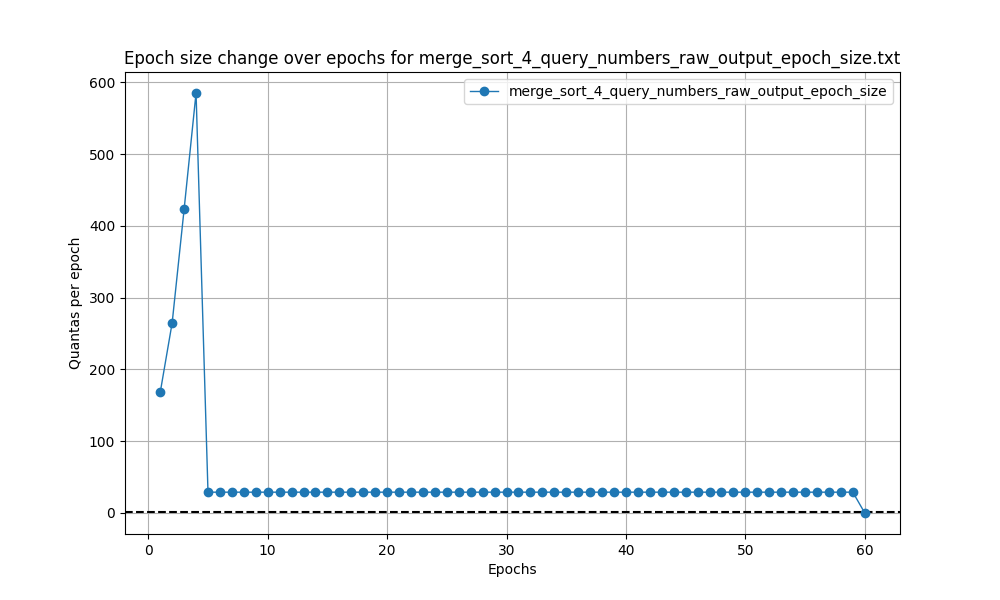 Epoch size change over epochs for merge_sort_4_query_numbers_raw_output_epoch_size.txt
merge_sort_4_query_numbers_raw_output_epoch_size
600
500
400
300
200
100
0
Quantas per epoch
0 10 20 30 40 50 60
Epochs